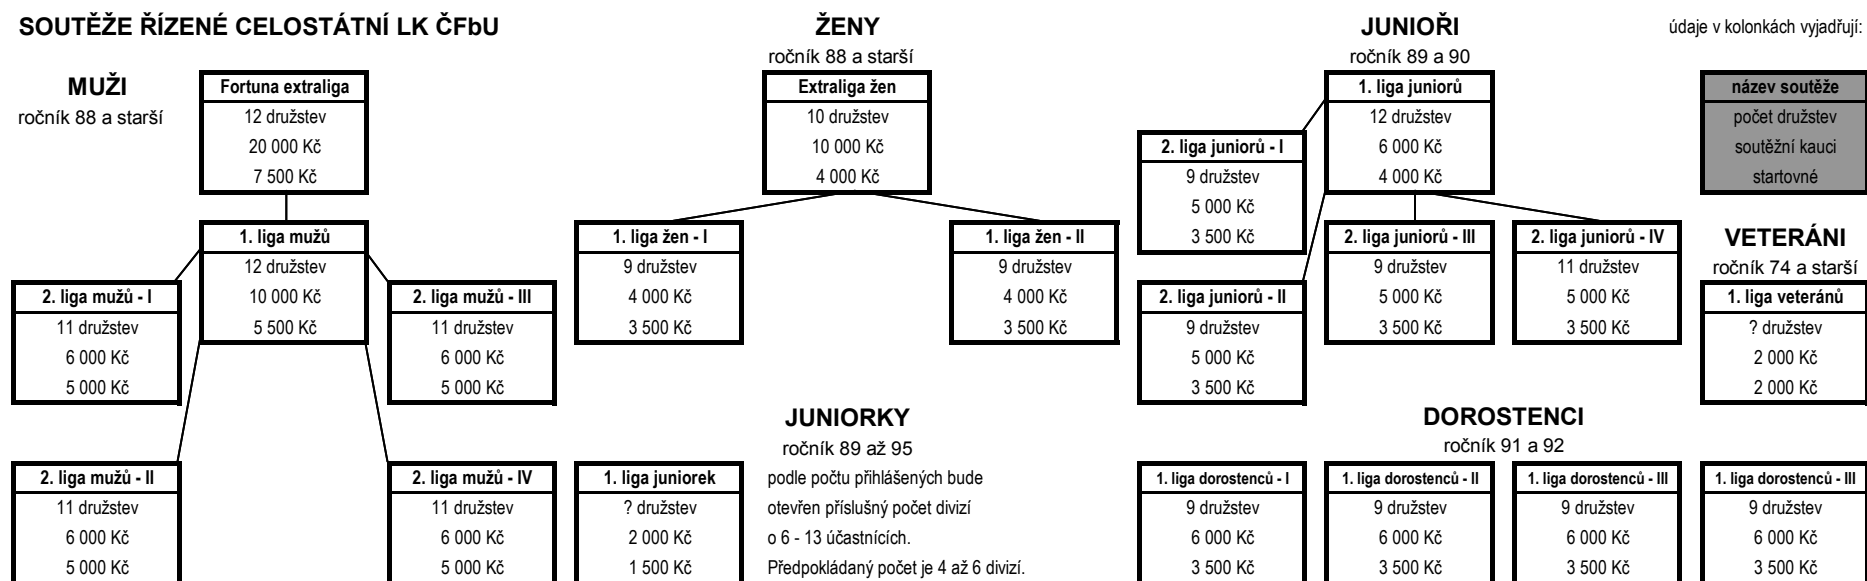 SOUTĚŽE ŘÍZENÉ CELOSTÁTNÍ LK ČFbU
MUŽI
ročník 88 a starší
Fortuna extraliga
12 družstev
20 000 Kč
7 500 Kč
1. liga mužů
12 družstev
10 000 Kč
5 500 Kč
2. liga mužů - I
11 družstev
6 000 Kč
5 000 Kč
2. liga mužů - III
11 družstev
6 000 Kč
5 000 Kč
2. liga mužů - II
11 družstev
6 000 Kč
5 000 Kč
2. liga mužů - IV
11 družstev
6 000 Kč
5 000 Kč
ŽENY
ročník 88 a starší
Extraliga žen
10 družstev
10 000 Kč
4 000 Kč
1. liga žen - I
9 družstev
4 000 Kč
3 500 Kč
1. liga žen - II
9 družstev
4 000 Kč
3 500 Kč
JUNIORKY
ročník 89 až 95
1. liga juniorek
? družstev
2 000 Kč
1 500 Kč
podle počtu přihlášených bude
otevřen příslušný počet divizí
o 6 - 13 účastnících.
Předpokládaný počet je 4 až 6 divizí.
JUNIOŘI
ročník 89 a 90
1. liga juniorů
12 družstev
6 000 Kč
4 000 Kč
2. liga juniorů - I
9 družstev
5 000 Kč
3 500 Kč
2. liga juniorů - II
9 družstev
5 000 Kč
3 500 Kč
2. liga juniorů - III
9 družstev
5 000 Kč
3 500 Kč
2. liga juniorů - IV
11 družstev
5 000 Kč
3 500 Kč
údaje v kolonkách vyjadřují:
název soutěže
počet družstev
soutěžní kauci
startovné
VETERÁNI
ročník 74 a starší
1. liga veteránů
? družstev
2 000 Kč
2 000 Kč
DOROSTENCI
ročník 91 a 92
1. liga dorostenců - I
9 družstev
6 000 Kč
3 500 Kč
1. liga dorostenců - II
9 družstev
6 000 Kč
3 500 Kč
1. liga dorostenců - III
9 družstev
6 000 Kč
3 500 Kč
1. liga dorostenců - III
9 družstev
6 000 Kč
3 500 Kč